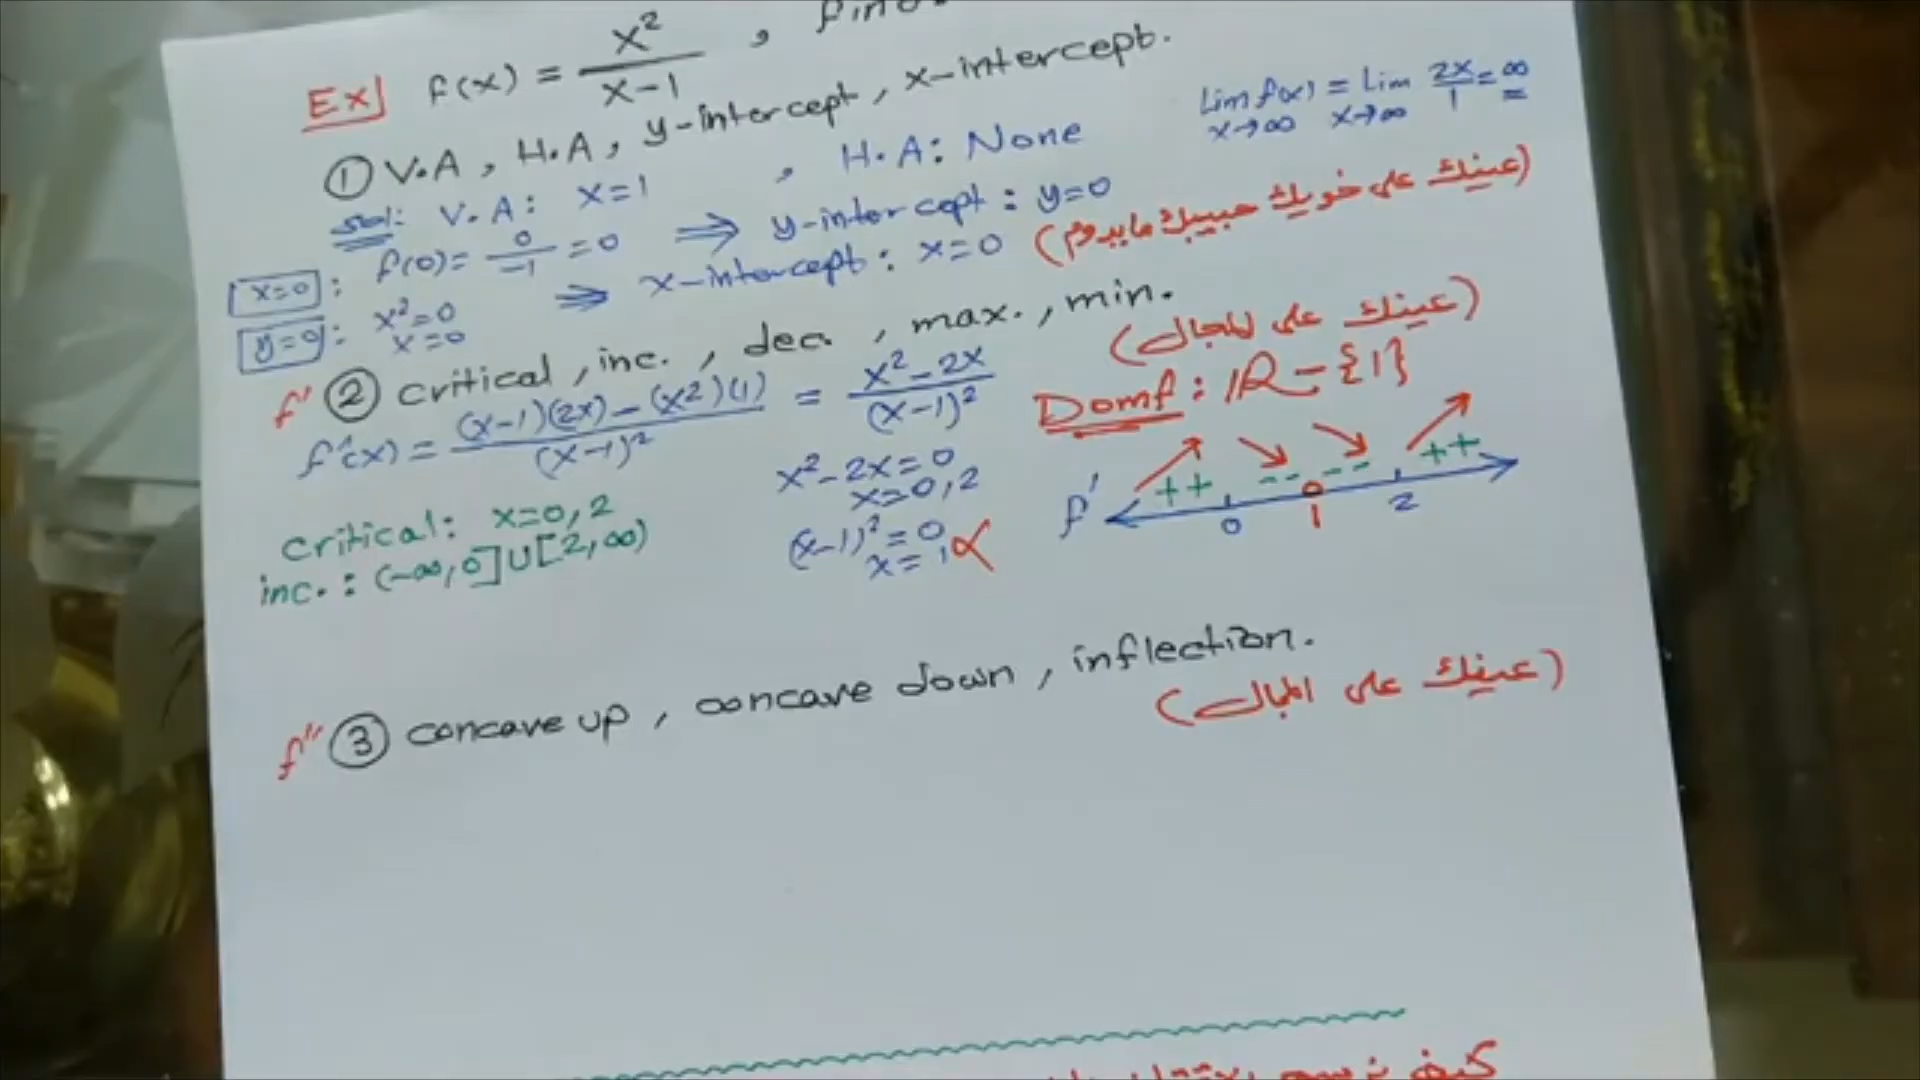 Ex] f(x) = x²/(x-1) , find
① V.A , H.A , y-intercept , x-intercept.
sol: V.A: x=1 , H.A: None
Lim f(x) = Lim 2x/1 = ∞
x→∞ x→∞
x=0 : f(0) = 0/-1 = 0 ⇒ y-intercept : y=0
y=0 : x²=0 ⇒ x-intercept : x=0
x=0
(عينك على خويك حبيبك مابيدوم)
f' ② critical , inc. , dec. , max. , min.
(عينك على المجال)
f'(x) = ((x-1)(2x) - (x²)(1))/(x-1)² = (x²-2x)/(x-1)²
Domf : IR - {1}
x²-2x=0
x=0,2
(x-1)²=0
x=1
f' ++ -- -- ++
0 1 2
critical: x=0,2
inc. : (-∞,0]U[2,∞)
f'' ③ concave up , concave down , inflection.
(عينك على المجال)
كيف نرسم